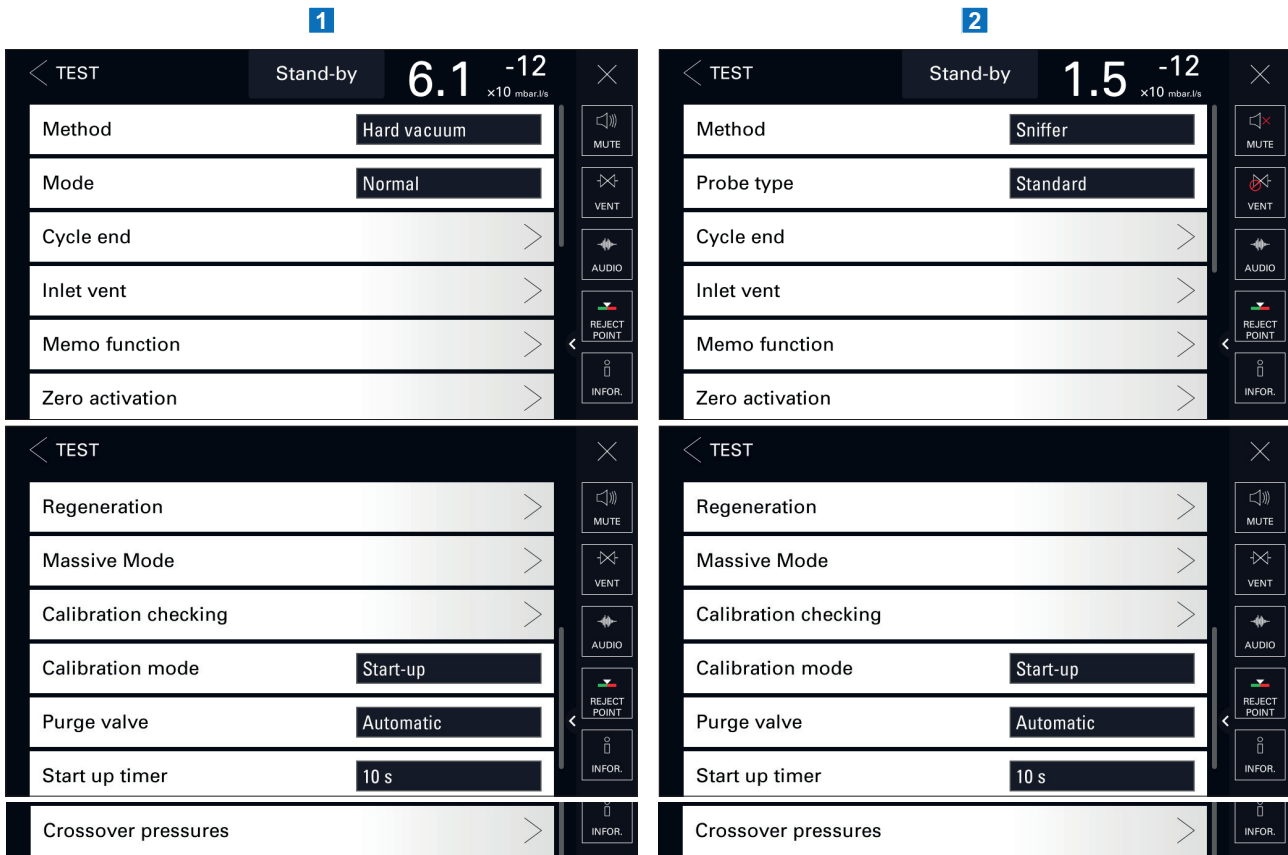 1
TEST
Stand-by
6.1 -12
×10 mbar.l/s
Method
Hard vacuum
MUTE
Mode
Normal
VENT
Cycle end
AUDIO
Inlet vent
REJECT
POINT
Memo function
INFOR.
Zero activation
TEST
Regeneration
MUTE
Massive Mode
VENT
Calibration checking
AUDIO
Calibration mode
Start-up
REJECT
POINT
Purge valve
Automatic
INFOR.
Start up timer
10 s
Crossover pressures
INFOR.
2
TEST
Stand-by
1.5 -12
×10 mbar.l/s
Method
Sniffer
MUTE
Probe type
Standard
VENT
Cycle end
AUDIO
Inlet vent
REJECT
POINT
Memo function
INFOR.
Zero activation
TEST
Regeneration
MUTE
Massive Mode
VENT
Calibration checking
AUDIO
Calibration mode
Start-up
REJECT
POINT
Purge valve
Automatic
INFOR.
Start up timer
10 s
Crossover pressures
INFOR.